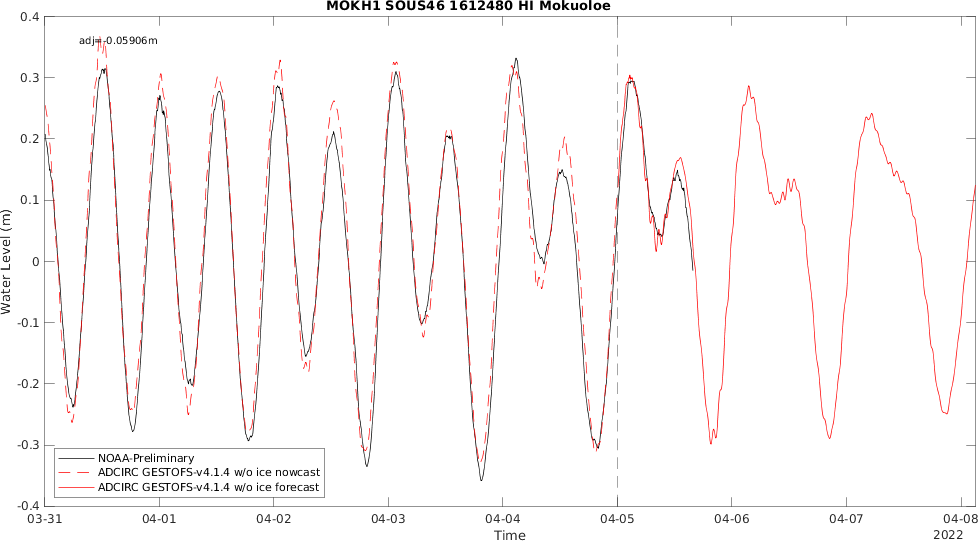 MOKH1 SOUS46 1612480 HI Mokuoloe
adj=-0.05906m
0.4
0.3
0.2
0.1
0
-0.1
-0.2
-0.3
-0.4
Water Level (m)
NOAA-Preliminary
ADCIRC GESTOFS-v4.1.4 w/o ice nowcast
ADCIRC GESTOFS-v4.1.4 w/o ice forecast
03-31 04-01 04-02 04-03 04-04 04-05 04-06 04-07 04-08
Time
2022